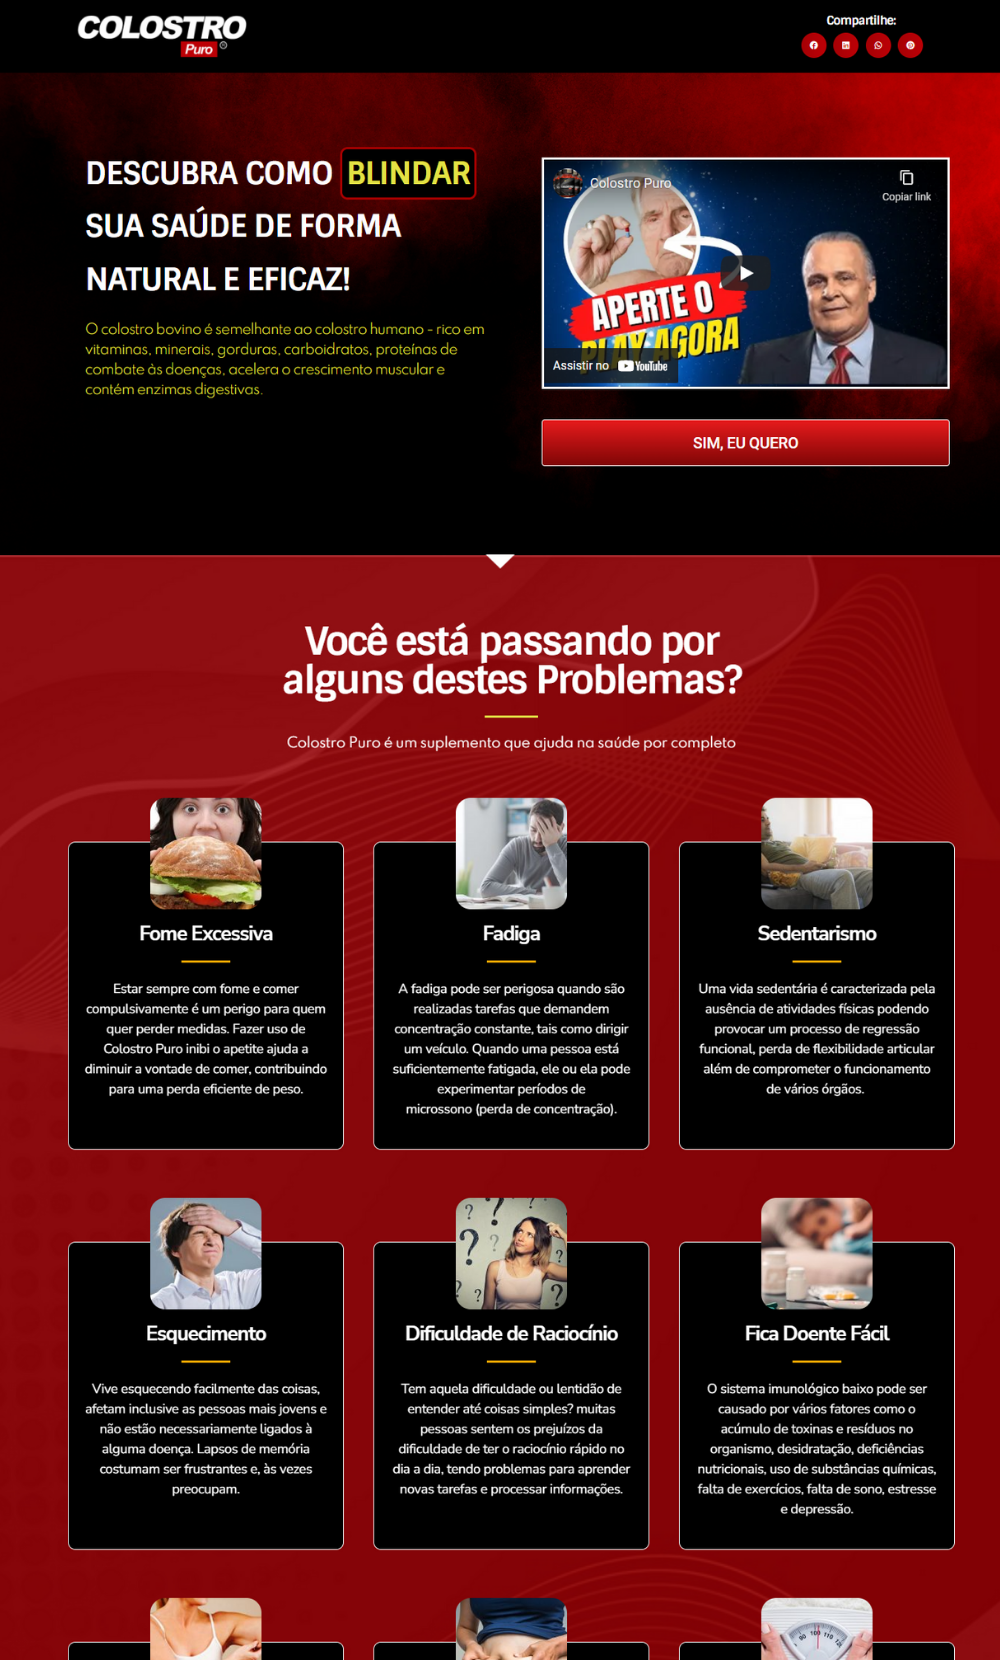 COLOSTRO
Puro ®
Compartilhe:
DESCUBRA COMO BLINDAR
SUA SAÚDE DE FORMA
NATURAL E EFICAZ!
O colostro bovino é semelhante ao colostro humano - rico em
vitaminas, minerais, gorduras, carboidratos, proteínas de
combate às doenças, acelera o crescimento muscular e
contém enzimas digestivas.
Colostro Puro
Copiar link
APERTE O
PLAY AGORA
Assistir no YouTube
SIM, EU QUERO
Você está passando por
alguns destes Problemas?
Colostro Puro é um suplemento que ajuda na saúde por completo
Fome Excessiva
Estar sempre com fome e comer
compulsivamente é um perigo para quem
quer perder medidas. Fazer uso de
Colostro Puro inibi o apetite ajuda a
diminuir a vontade de comer, contribuindo
para uma perda eficiente de peso.
Fadiga
A fadiga pode ser perigosa quando são
realizadas tarefas que demandem
concentração constante, tais como dirigir
um veículo. Quando uma pessoa está
suficientemente fatigada, ele ou ela pode
experimentar períodos de
microssono (perda de concentração).
Sedentarismo
Uma vida sedentária é caracterizada pela
ausência de atividades físicas podendo
provocar um processo de regressão
funcional, perda de flexibilidade articular
além de comprometer o funcionamento
de vários órgãos.
Esquecimento
Vive esquecendo facilmente das coisas,
afetam inclusive as pessoas mais jovens e
não estão necessariamente ligados à
alguma doença. Lapsos de memória
costumam ser frustrantes e, às vezes
preocupam.
Dificuldade de Raciocínio
Tem aquela dificuldade ou lentidão de
entender até coisas simples? muitas
pessoas sentem os prejuízos da
dificuldade de ter o raciocínio rápido no
dia a dia, tendo problemas para aprender
novas tarefas e processar informações.
Fica Doente Fácil
O sistema imunológico baixo pode ser
causado por vários fatores como o
acúmulo de toxinas e resíduos no
organismo, desidratação, deficiências
nutricionais, uso de substâncias químicas,
falta de exercícios, falta de sono, estresse
e depressão.
90 100 110 120